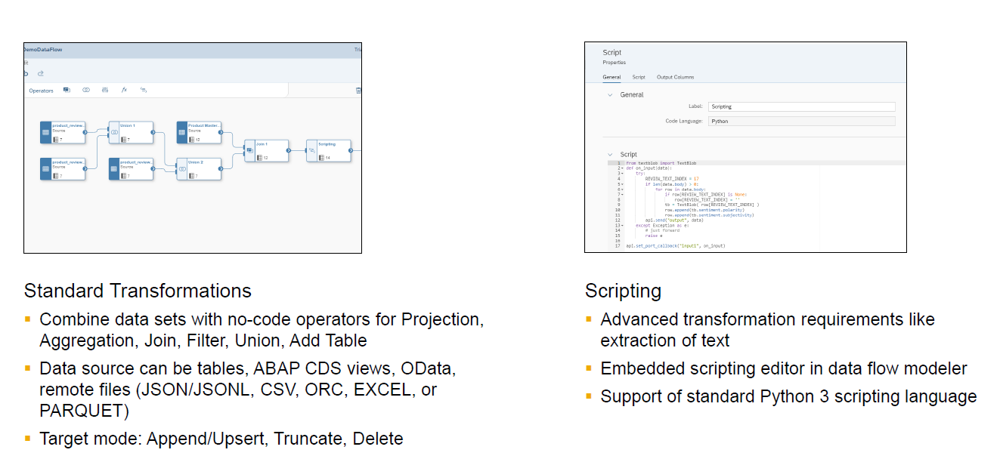 DemoDataFlow
Operators
product_review...
Source
7
Union 1
7
Product Master...
Source
10
product_review...
Source
7
product_review...
Source
7
Union 2
7
Join 1
12
Scripting
14
Script
Properties
General Script Output Columns
General
Label: Scripting
Code Language: Python
Script
1 from textblob import TextBlob
2 def on_input(data):
3 try:
4 REVIEW_TEXT_INDEX = 17
5 if len(data.body) > 0:
6 for row in data.body:
7 if row[REVIEW_TEXT_INDEX] is None:
8 row[REVIEW_TEXT_INDEX] = ''
9 tb = TextBlob( row[REVIEW_TEXT_INDEX] )
10 row.append(tb.sentiment.polarity)
11 row.append(tb.sentiment.subjectivity)
12 api.send("output", data)
13 except Exception as e:
14 # just forward
15 raise e
16
17 api.set_port_callback("input1", on_input)
Standard Transformations
Combine data sets with no-code operators for Projection,
Aggregation, Join, Filter, Union, Add Table
Data source can be tables, ABAP CDS views, OData,
remote files (JSON/JSONL, CSV, ORC, EXCEL, or
PARQUET)
Target mode: Append/Upsert, Truncate, Delete
Scripting
Advanced transformation requirements like
extraction of text
Embedded scripting editor in data flow modeler
Support of standard Python 3 scripting language